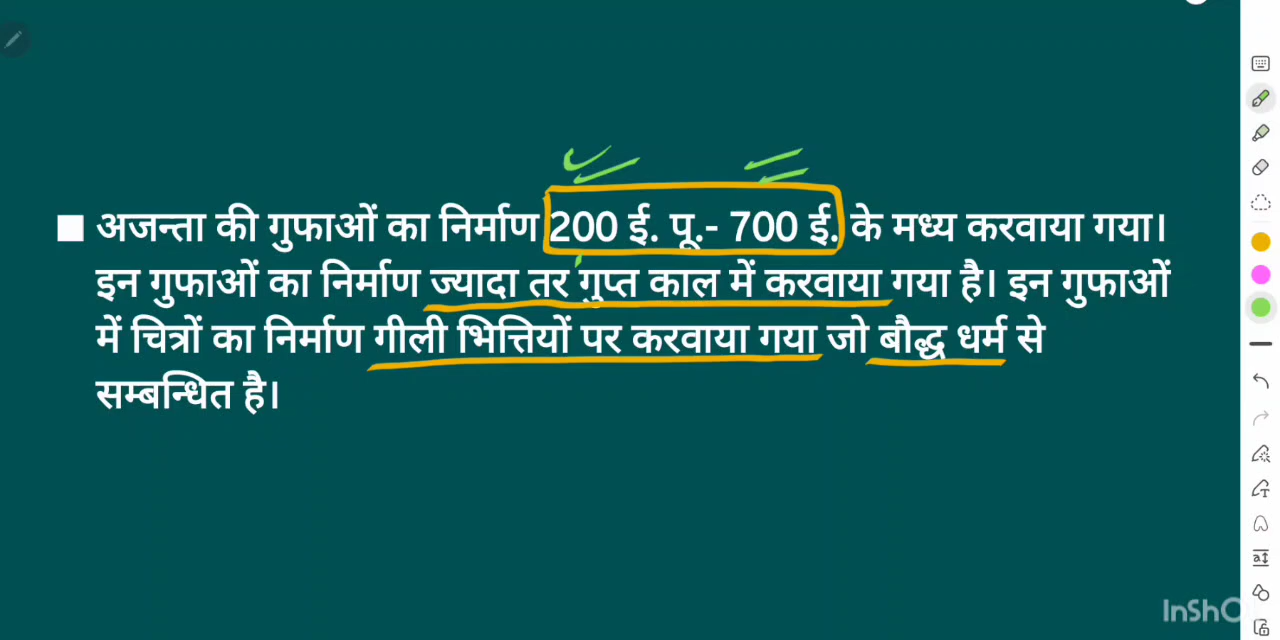 ■ अजन्ता की गुफाओं का निर्माण 200 ई. पू.- 700 ई. के मध्य करवाया गया।
इन गुफाओं का निर्माण ज्यादा तर गुप्त काल में करवाया गया है। इन गुफाओं
में चित्रों का निर्माण गीली भित्तियों पर करवाया गया जो बौद्ध धर्म से
सम्बन्धित है।